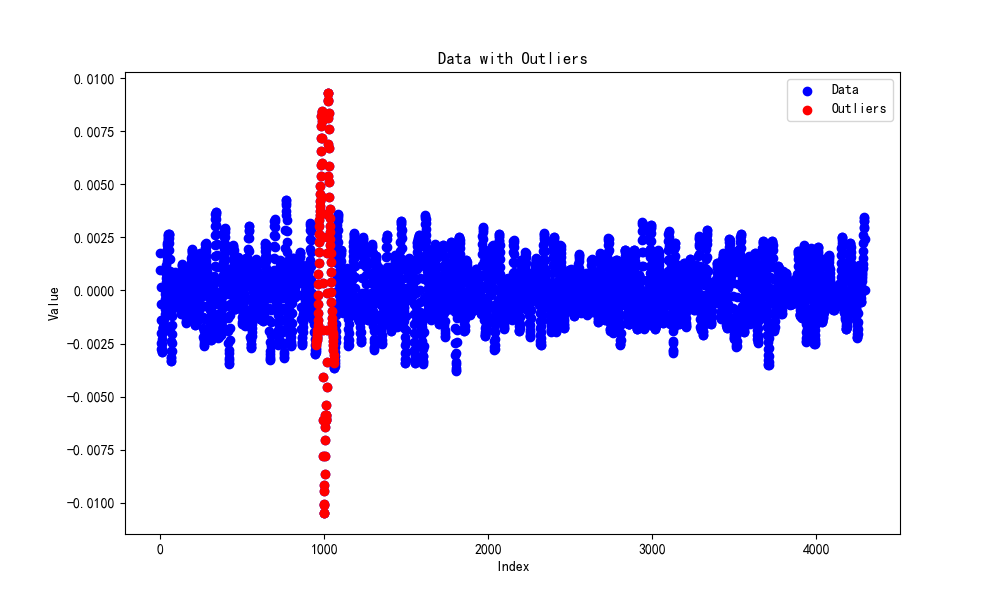 Data with Outliers
Data
Outliers
0.0100
0.0075
0.0050
0.0025
0.0000
−0.0025
−0.0050
−0.0075
−0.0100
Value
0 1000 2000 3000 4000
Index